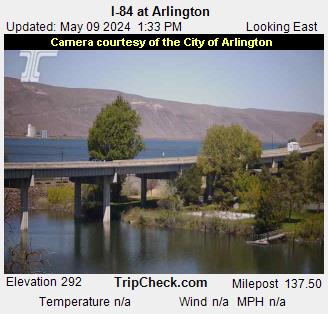 I-84 at Arlington
Updated: May 09 2024 1:33 PM Looking East
Camera courtesy of the City of Arlington
Elevation 292 TripCheck.com Milepost 137.50
Temperature n/a Wind n/a MPH n/a